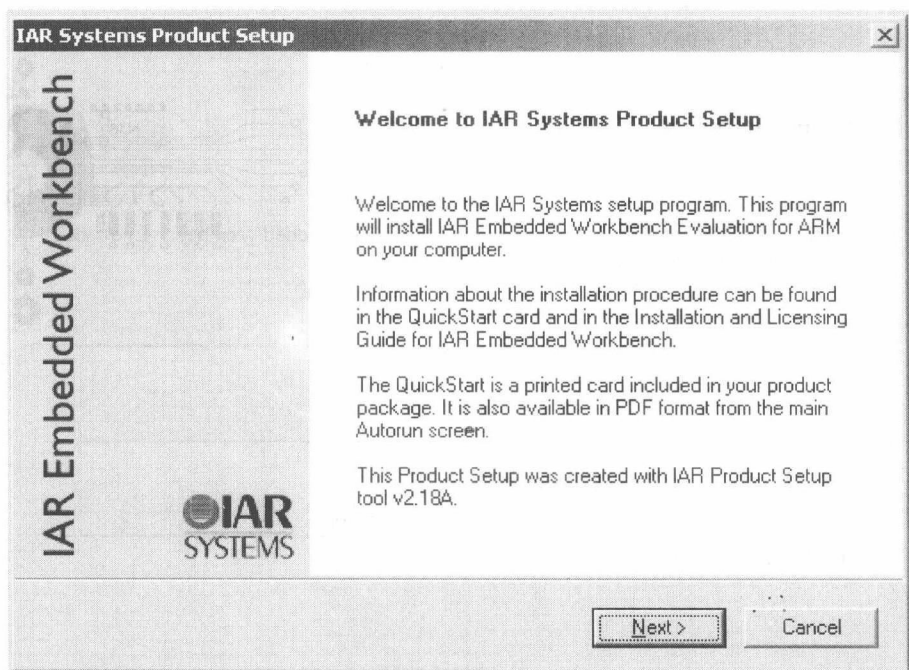 IAR Systems Product Setup
IAR Embedded Workbench
Welcome to IAR Systems Product Setup
Welcome to the IAR Systems setup program. This program
will install IAR Embedded Workbench Evaluation for ARM
on your computer.
Information about the installation procedure can be found
in the QuickStart card and in the Installation and Licensing
Guide for IAR Embedded Workbench.
The QuickStart is a printed card included in your product
package. It is also available in PDF format from the main
Autorun screen.
This Product Setup was created with IAR Product Setup
tool v2.18A.
IAR
SYSTEMS
Next >
Cancel